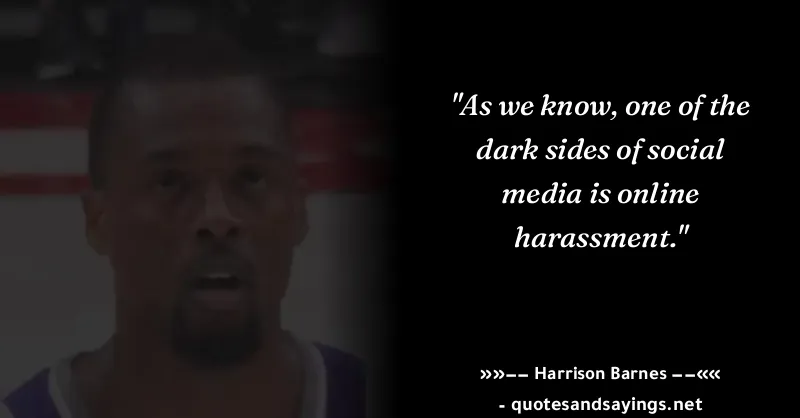 "As we know, one of the
dark sides of social
media is online
harassment."
»»−− Harrison Barnes −−««
- quotesandsayings.net